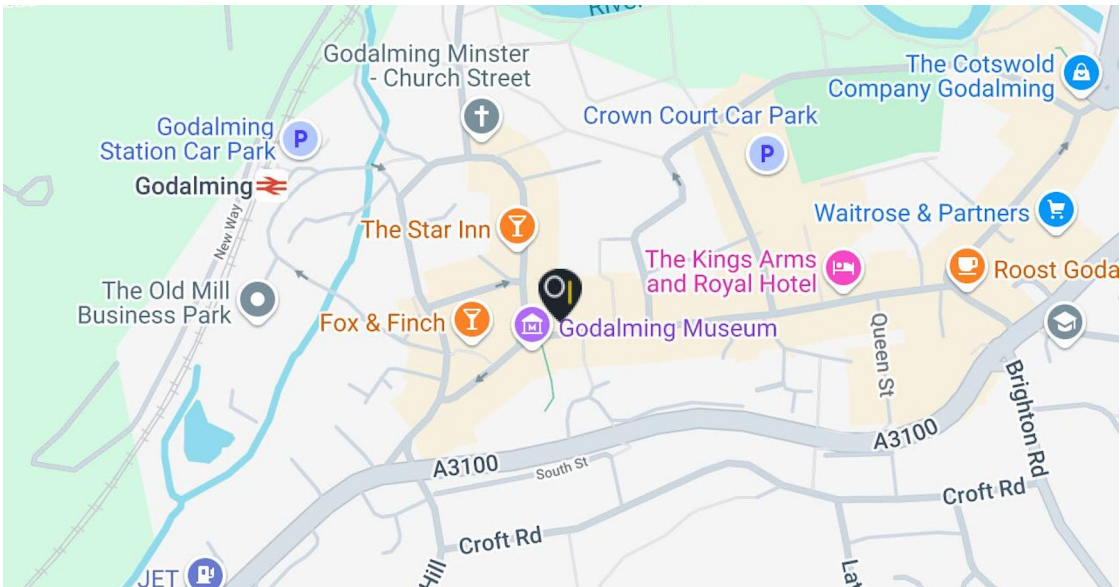 River
Godalming Minster
- Church Street
The Cotswold
Company Godalming
Crown Court Car Park
P
Godalming
Station Car Park
P
Godalming
New Way
Waitrose & Partners
The Star Inn
The Kings Arms
and Royal Hotel
Roost Goda
The Old Mill
Business Park
Fox & Finch
M
Godalming Museum
Queen St
Brighton Rd
A3100
A3100
South St
Croft Rd
Croft Rd
Hill
Lat
JET